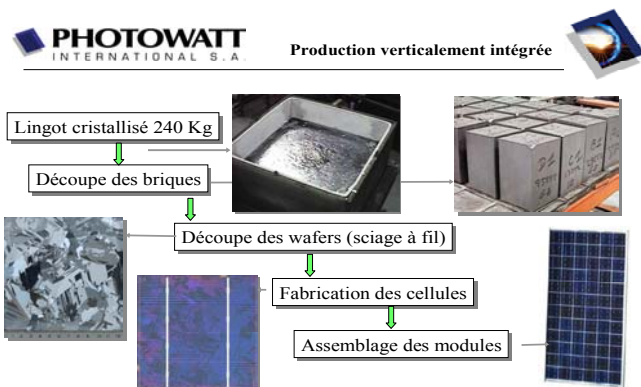 PHOTOWATT
INTERNATIONAL S.A.
Production verticalement intégrée
Lingot cristallisé 240 Kg
Découpe des briques
Découpe des wafers (sciage à fil)
Fabrication des cellules
Assemblage des modules